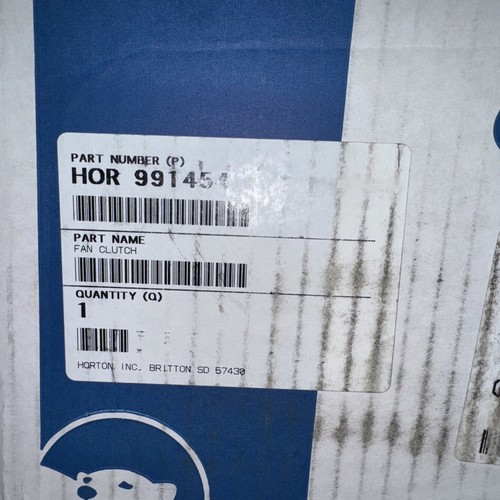 PART NUMBER (P)
HOR 991454
PART NAME
FAN CLUTCH
QUANTITY (Q)
1
HORTON INC. BRITTON SD 57430